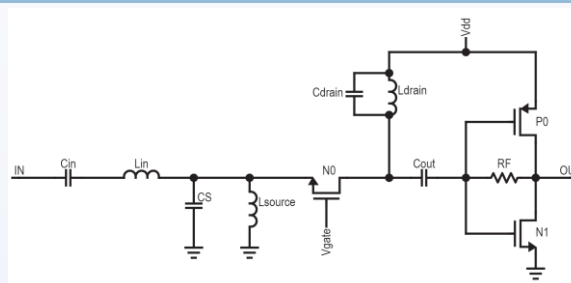 Vdd
Cdrain
Ldrain
P0
IN
Cin
Lin
N0
Cout
RF
OU
CS
Lsource
Vgate
N1